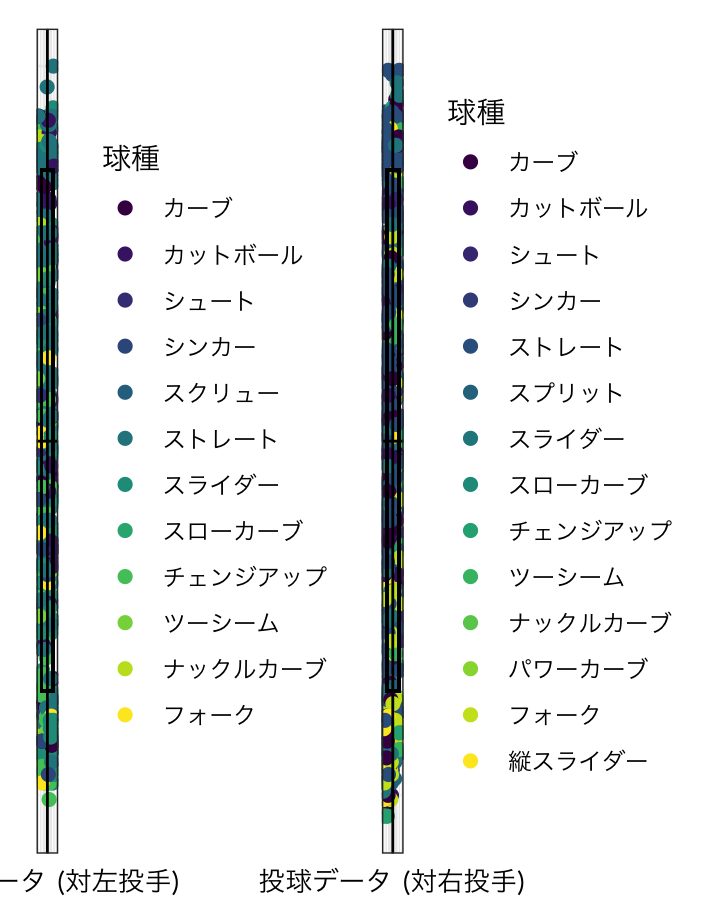 球種
カーブ
カットボール
シュート
シンカー
スクリュー
ストレート
スライダー
スローカーブ
チェンジアップ
ツーシーム
ナックルカーブ
フォーク
球種
カーブ
カットボール
シュート
シンカー
ストレート
スプリット
スライダー
スローカーブ
チェンジアップ
ツーシーム
ナックルカーブ
パワーカーブ
フォーク
縦スライダー
ータ (対左投手)
投球データ (対右投手)